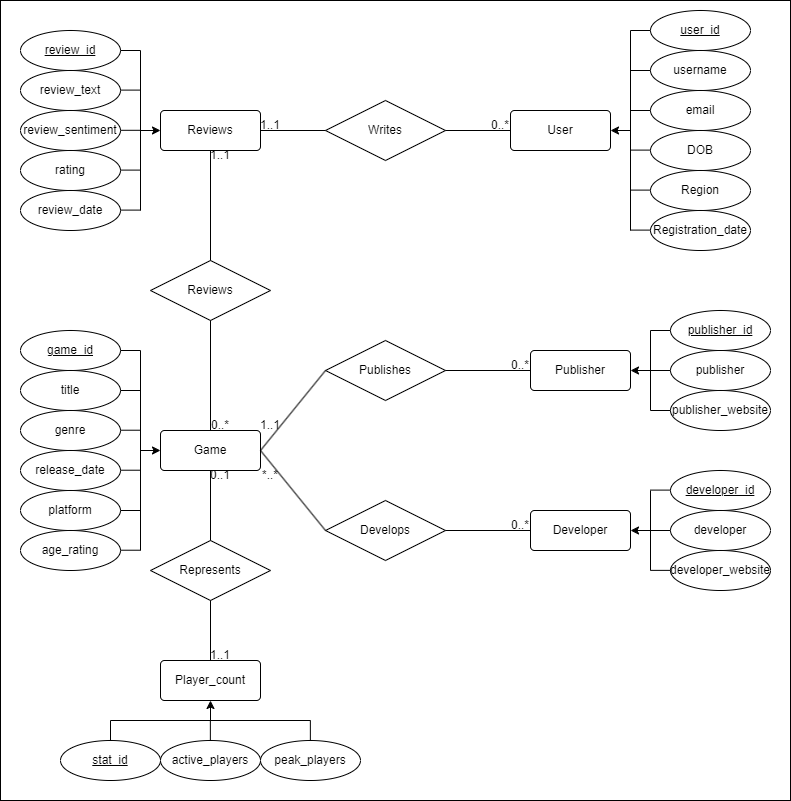 review_id
review_text
review_sentiment
rating
review_date
Reviews
1..1
1..1
Writes
0..*
User
user_id
username
email
DOB
Region
Registration_date
Reviews
game_id
title
genre
release_date
platform
age_rating
0..*
1..1
Game
0..1
*..*
Publishes
0..*
Publisher
publisher_id
publisher
publisher_website
Develops
0..*
Developer
developer_id
developer
developer_website
Represents
1..1
Player_count
stat_id
active_players
peak_players